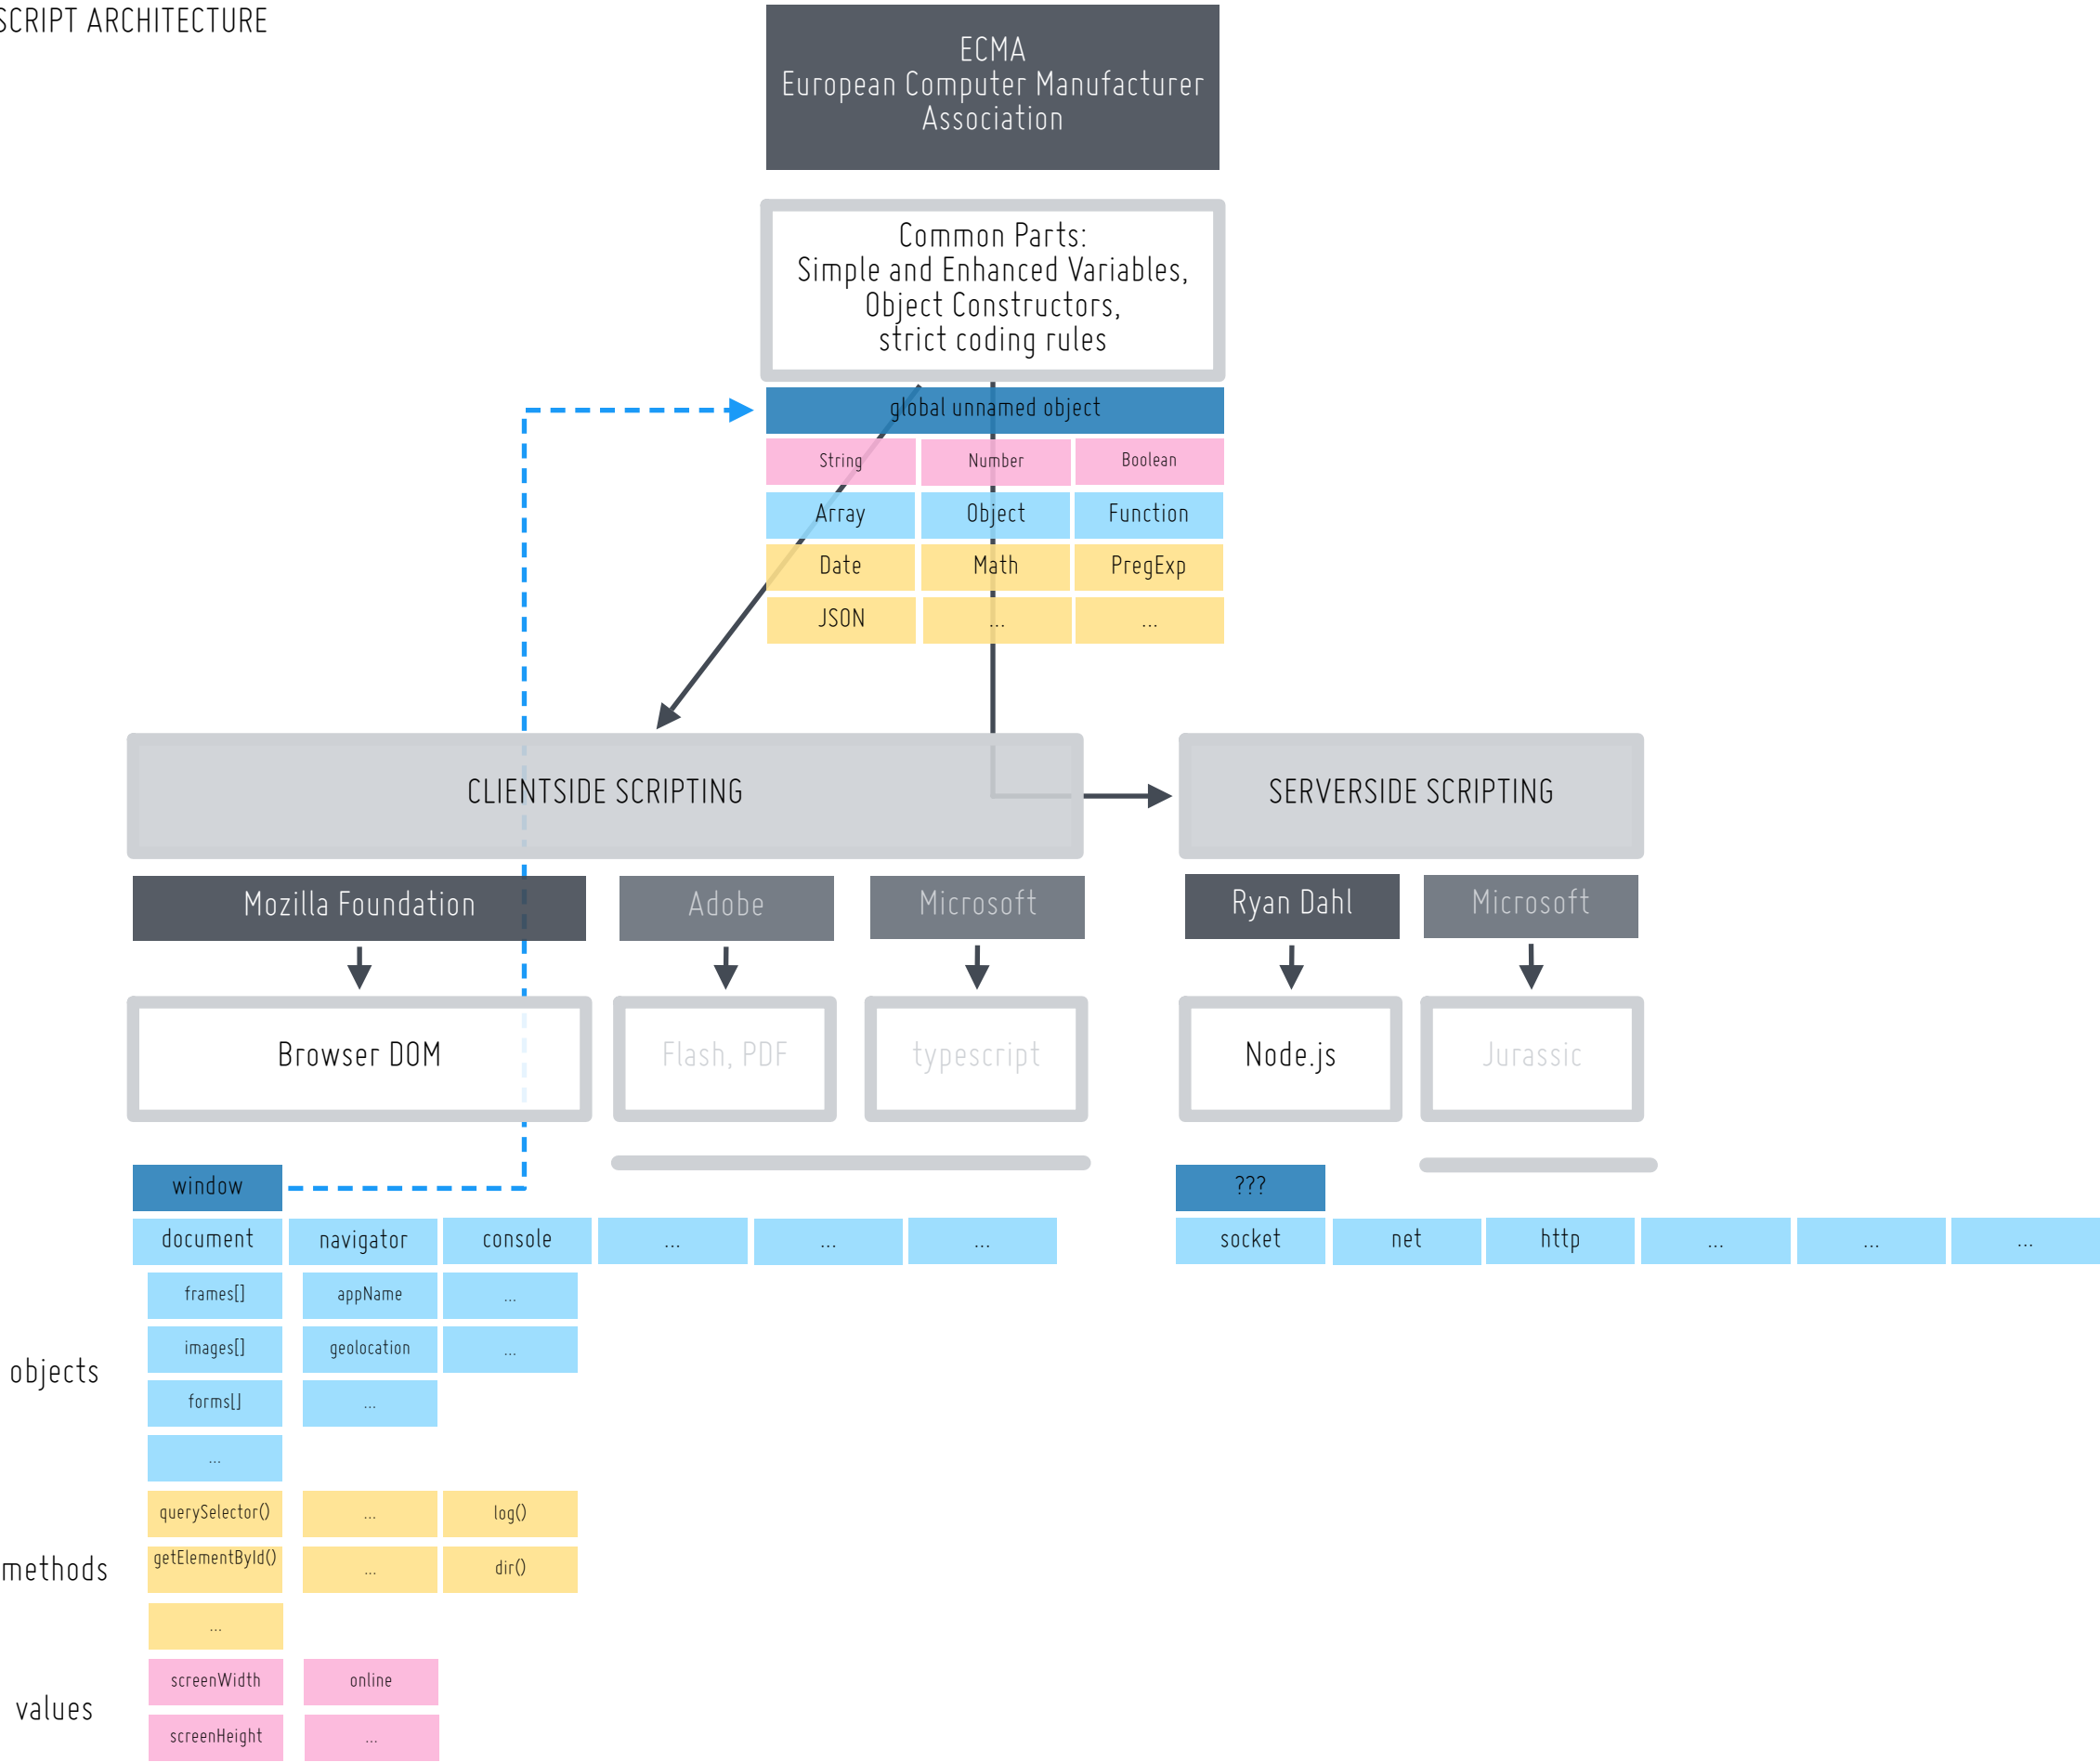 SCRIPT ARCHITECTURE
ECMA
European Computer Manufacturer
Association
Common Parts:
Simple and Enhanced Variables,
Object Constructors,
strict coding rules
global unnamed object
String Number Boolean
Array Object Function
Date Math PregExp
JSON ... ...
CLIENTSIDE SCRIPTING SERVERSIDE SCRIPTING
Mozilla Foundation Adobe Microsoft Ryan Dahl Microsoft
Browser DOM Flash, PDF typescript Node.js Jurassic
window ???
document navigator console ... ... ... socket net http ... ... ...
frames[] appName ...
images[] geolocation ...
objects
forms[] ...
...
querySelector() ... log()
getElementById() ... dir()
methods
...
screenWidth online
values
screenHeight ...